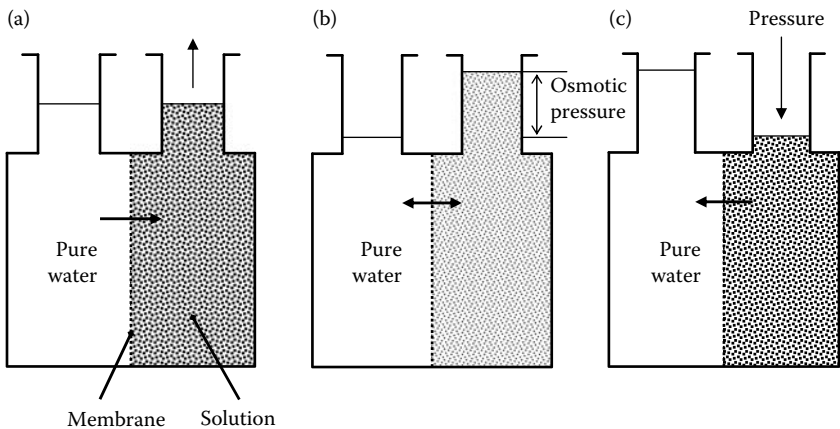 (a)
(b)
(c)
Pressure
Osmotic
pressure
Pure
water
Pure
water
Pure
water
Membrane
Solution